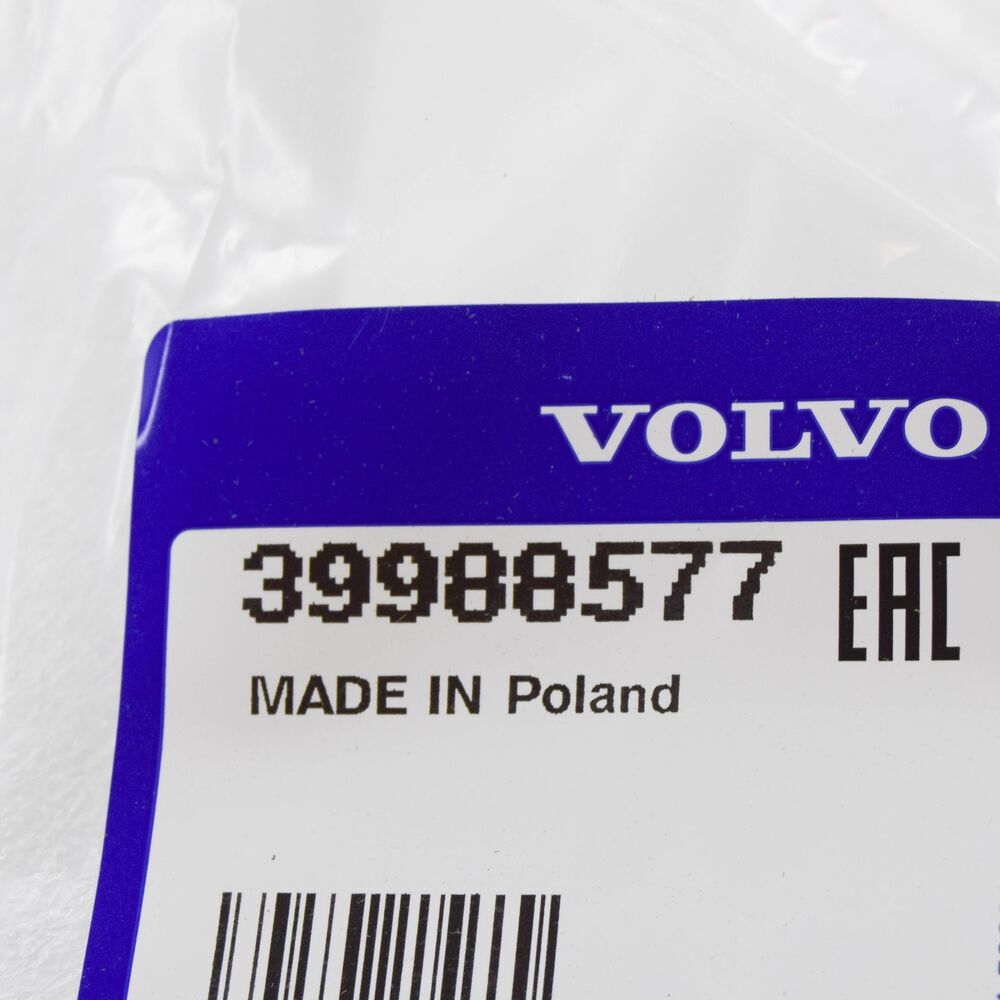 VOLVO
39988577 EAC
MADE IN Poland